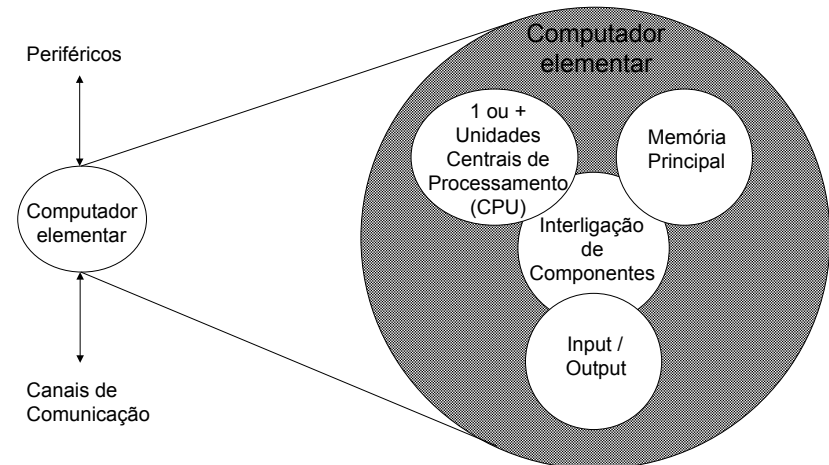 Periféricos
Computador
elementar
Canais de
Comunicação
Computador
elementar
1 ou +
Unidades
Centrais de
Processamento
(CPU)
Memória
Principal
Interligação
de
Componentes
Input /
Output